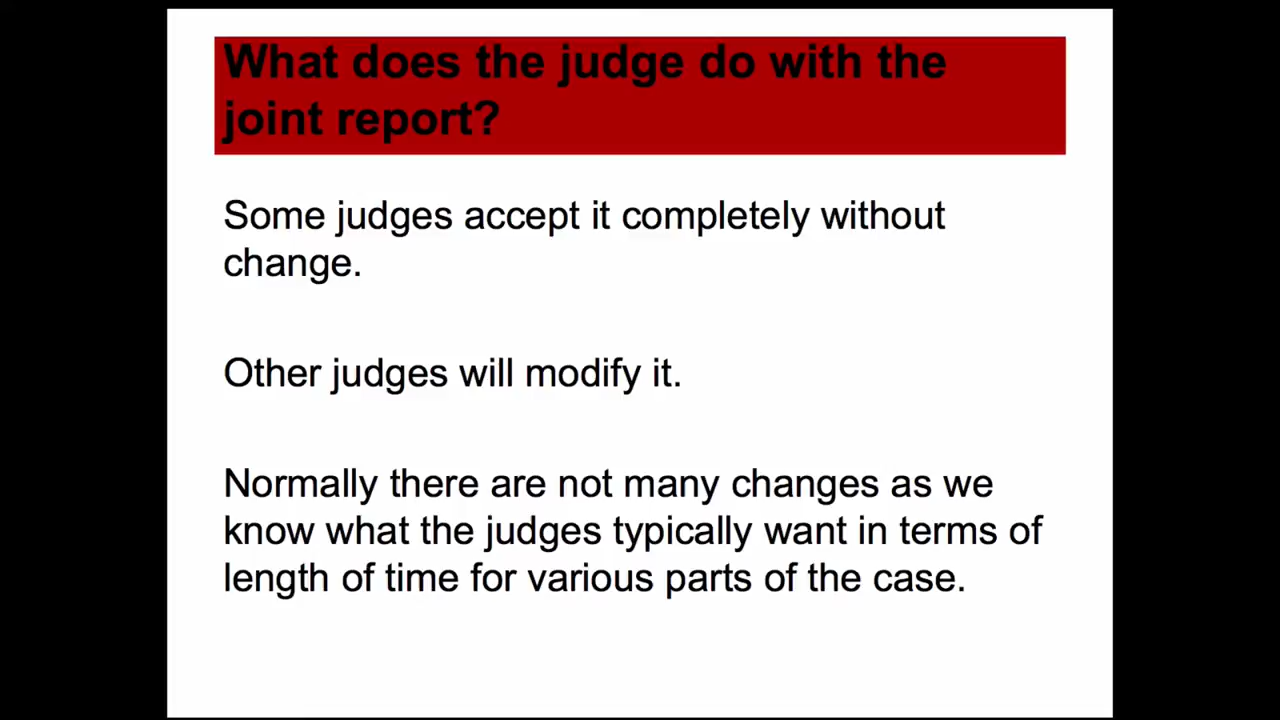 What does the judge do with the
joint report?
Some judges accept it completely without
change.
Other judges will modify it.
Normally there are not many changes as we
know what the judges typically want in terms of
length of time for various parts of the case.